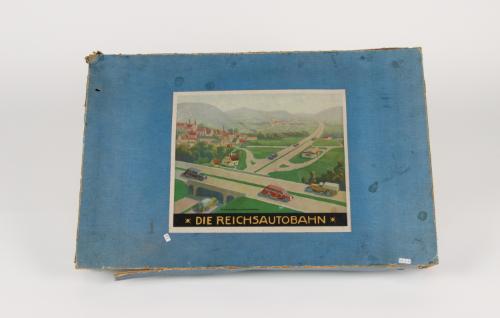 * DIE REICHSAUTOBAHN *